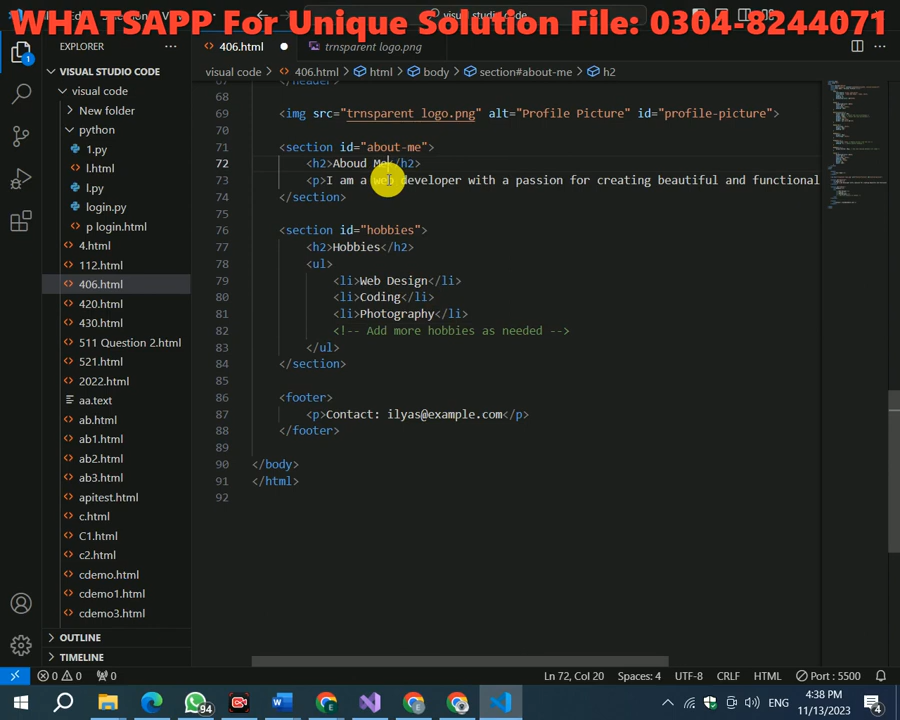 WHATSAPP For Unique Solution File: 0304-8244071
EXPLORER
406.html
trnsparent logo.png
VISUAL STUDIO CODE
visual code > 406.html > html > body > section#about-me > h2
visual code
New folder
python
1.py
l.html
l.py
login.py
p login.html
4.html
112.html
406.html
420.html
430.html
511 Question 2.html
521.html
2022.html
aa.text
ab.html
ab1.html
ab2.html
ab3.html
apitest.html
c.html
C1.html
c2.html
cdemo.html
cdemo1.html
cdemo3.html
OUTLINE
TIMELINE
68
69 <img src="trnsparent logo.png" alt="Profile Picture" id="profile-picture">
70
71 <section id="about-me">
72 <h2>Aboud Me</h2>
73 <p>I am a web developer with a passion for creating beautiful and functional
74 </section>
75
76 <section id="hobbies">
77 <h2>Hobbies</h2>
78 <ul>
79 <li>Web Design</li>
80 <li>Coding</li>
81 <li>Photography</li>
82 <!-- Add more hobbies as needed -->
83 </ul>
84 </section>
85
86 <footer>
87 <p>Contact: ilyas@example.com</p>
88 </footer>
89
90 </body>
91 </html>
92
0 0 0 Ln 72, Col 20 Spaces: 4 UTF-8 CRLF HTML Port : 5500
94 ENG 4:38 PM
11/13/2023 4